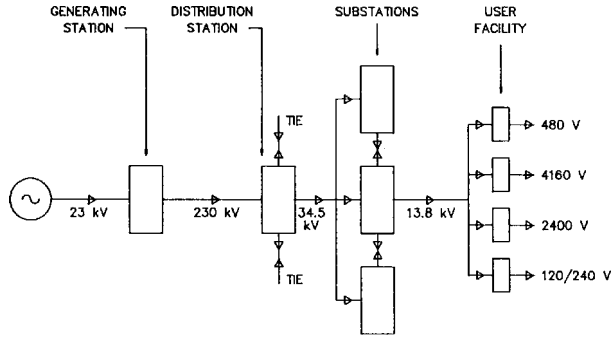 GENERATING
STATION
DISTRIBUTION
STATION
SUBSTATIONS
USER
FACILITY
TIE
TIE
23 kV
230 kV
34.5
kV
13.8 kV
480 V
4160 V
2400 V
120/240 V